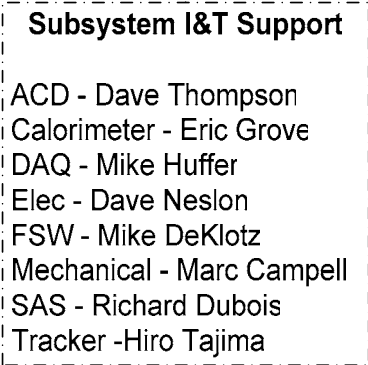 Subsystem I&T Support
ACD - Dave Thompson
Calorimeter - Eric Grove
DAQ - Mike Huffer
Elec - Dave Neslon
FSW - Mike DeKlotz
Mechanical - Marc Campell
SAS - Richard Dubois
Tracker -Hiro Tajima